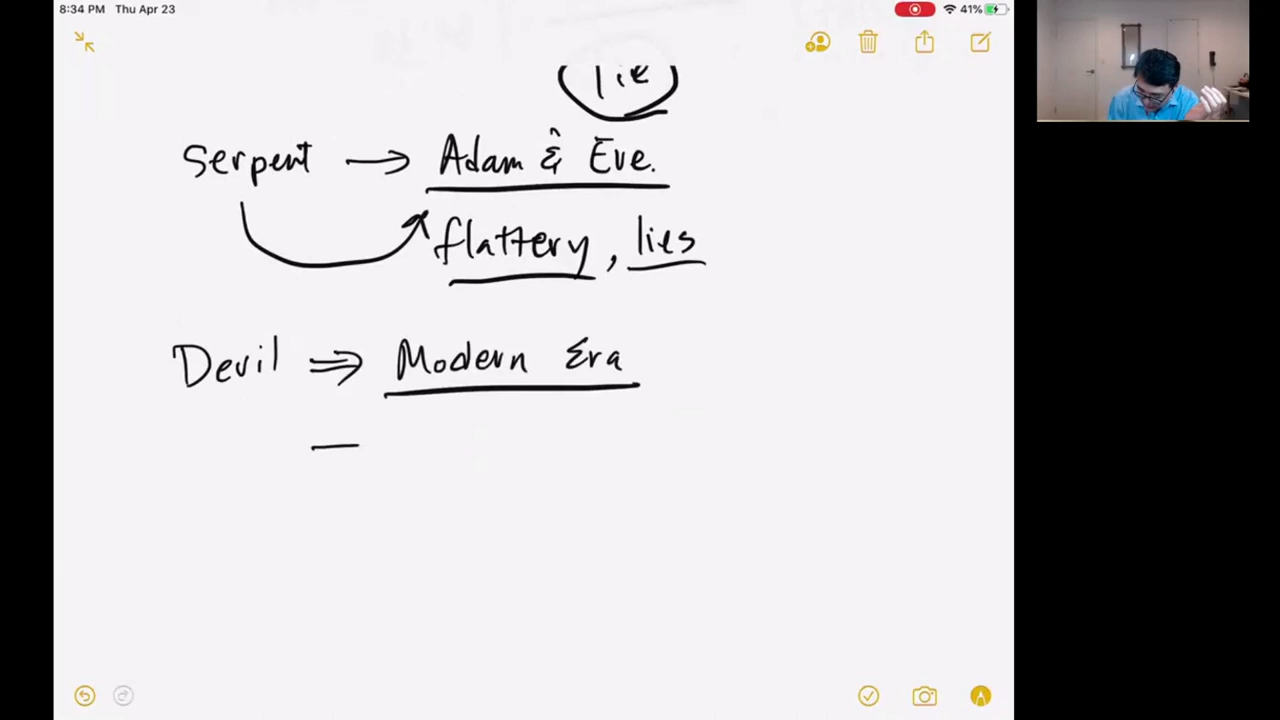 8:34 PM Thu Apr 23 41%
lie
Serpent → Adam & Eve.
flattery, lies
Devil ⇒ Modern Era
—